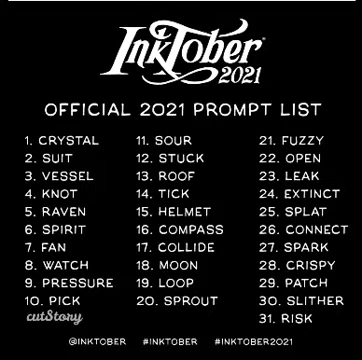 InkTober
2021
OFFICIAL 2021 PROMPT LIST
1. CRYSTAL
2. SUIT
3. VESSEL
4. KNOT
5. RAVEN
6. SPIRIT
7. FAN
8. WATCH
9. PRESSURE
10. PICK
11. SOUR
12. STUCK
13. ROOF
14. TICK
15. HELMET
16. COMPASS
17. COLLIDE
18. MOON
19. LOOP
20. SPROUT
21. FUZZY
22. OPEN
23. LEAK
24. EXTINCT
25. SPLAT
26. CONNECT
27. SPARK
28. CRISPY
29. PATCH
30. SLITHER
31. RISK
cutStory
@INKTOBER #INKTOBER #INKTOBER2021